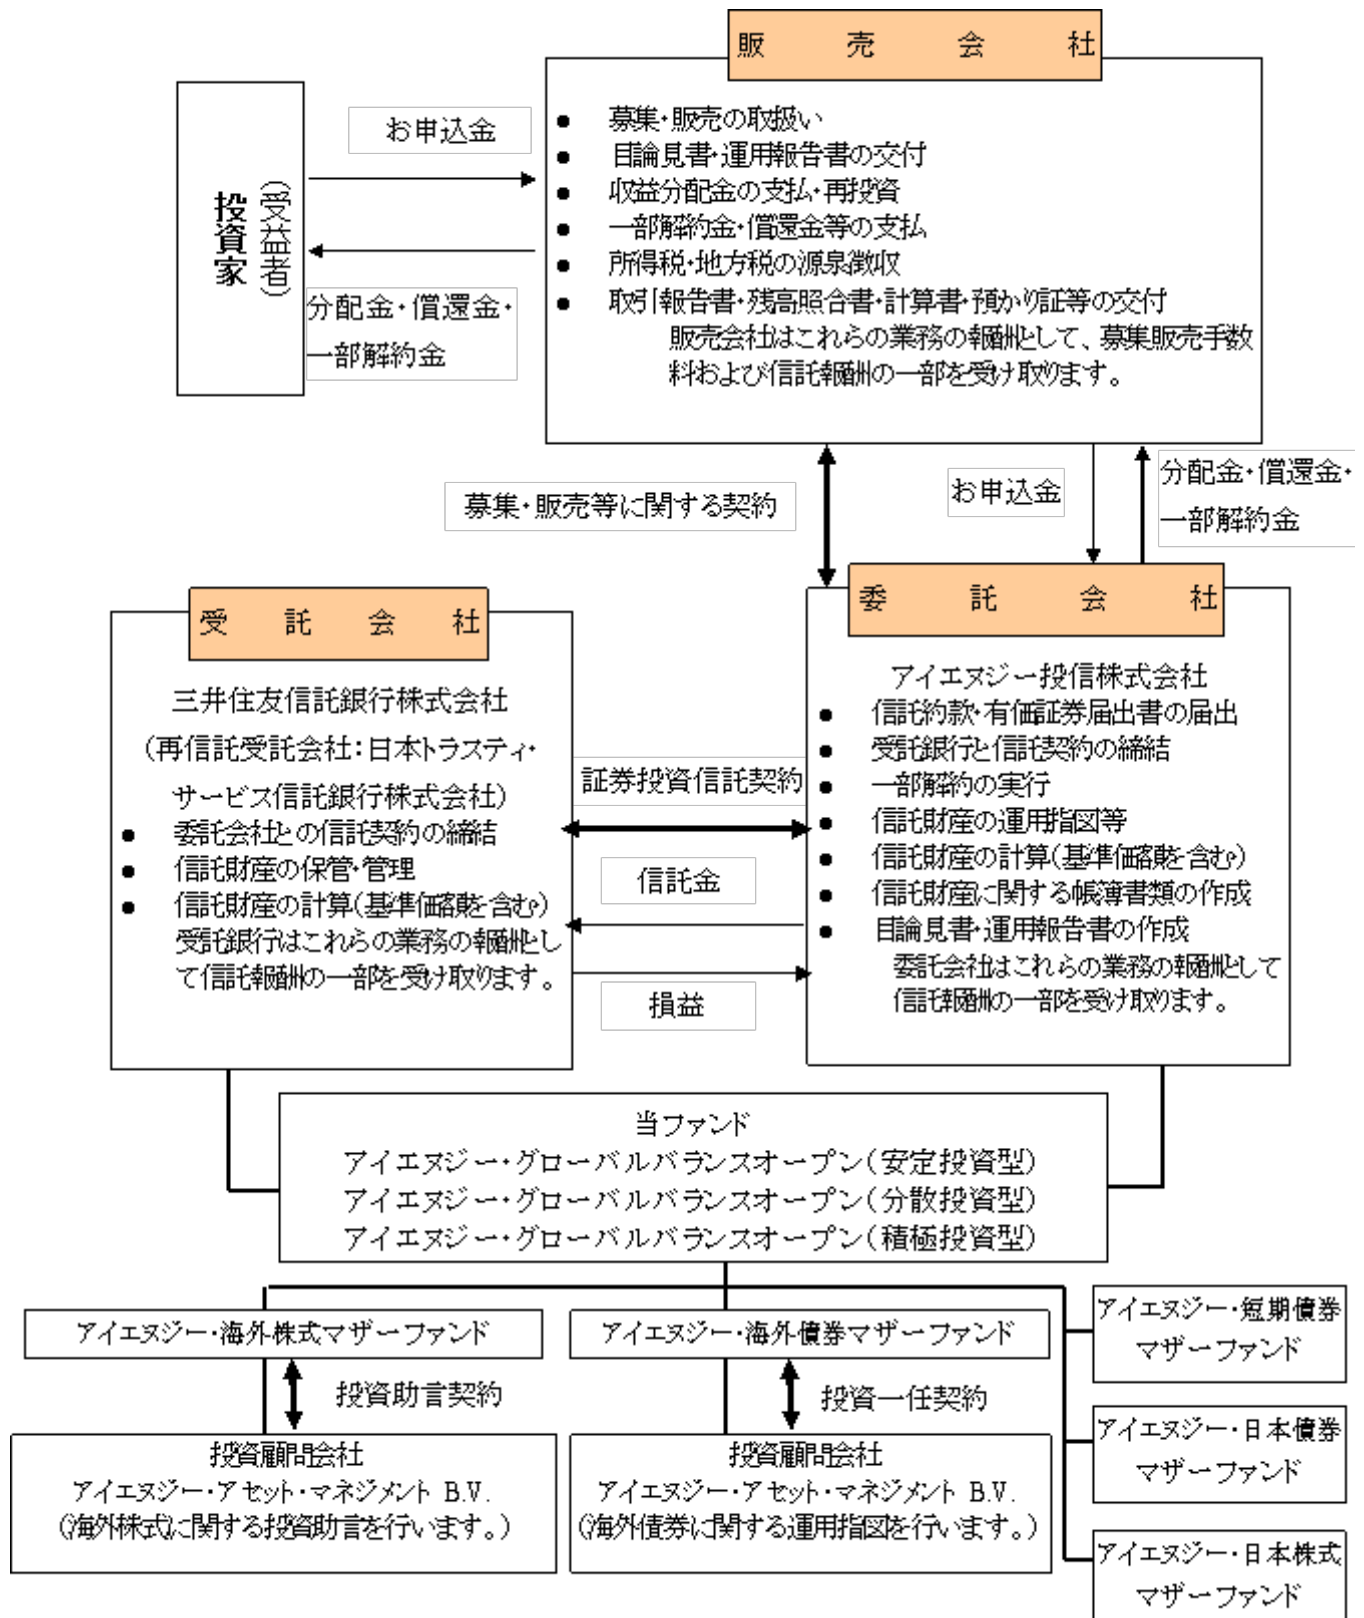 販売会社
お申込金
投資家
(受益者)
分配金・償還金・
一部解約金
● 募集・販売の取扱い
● 目論見書・運用報告書の交付
● 収益分配金の支払・再投資
● 一部解約金・償還金等の支払
● 所得税・地方税の源泉徴収
● 取引報告書・残高照合書・計算書・預かり証等の交付
販売会社はこれらの業務の報酬として、募集販売手数
料および信託報酬の一部を受け取ります。
募集・販売等に関する契約
お申込金
分配金・償還金・
一部解約金
受託会社
三井住友信託銀行株式会社
(再信託受託会社:日本トラスティ・
サービス信託銀行株式会社)
● 委託会社との信託契約の締結
● 信託財産の保管・管理
● 信託財産の計算(基準価額を含む)
受託銀行はこれらの業務の報酬とし
て信託報酬の一部を受け取ります。
証券投資信託契約
信託金
損益
委託会社
アイエヌジー投信株式会社
● 信託約款・有価証券届出書の届出
● 受託銀行と信託契約の締結
● 一部解約の実行
● 信託財産の運用指図等
● 信託財産の計算(基準価額を含む)
● 信託財産に関する帳簿書類の作成
● 目論見書・運用報告書の作成
委託会社はこれらの業務の報酬として
信託報酬の一部を受け取ります。
当ファンド
アイエヌジー・グローバルバランスオープン(安定投資型)
アイエヌジー・グローバルバランスオープン(分散投資型)
アイエヌジー・グローバルバランスオープン(積極投資型)
アイエヌジー・海外株式マザーファンド
投資助言契約
投資顧問会社
アイエヌジー・アセット・マネジメント B.V.
(海外株式に関する投資助言を行います。)
アイエヌジー・海外債券マザーファンド
投資一任契約
投資顧問会社
アイエヌジー・アセット・マネジメント B.V.
(海外債券に関する運用指図を行います。)
アイエヌジー・短期債券
マザーファンド
アイエヌジー・日本債券
マザーファンド
アイエヌジー・日本株式
マザーファンド